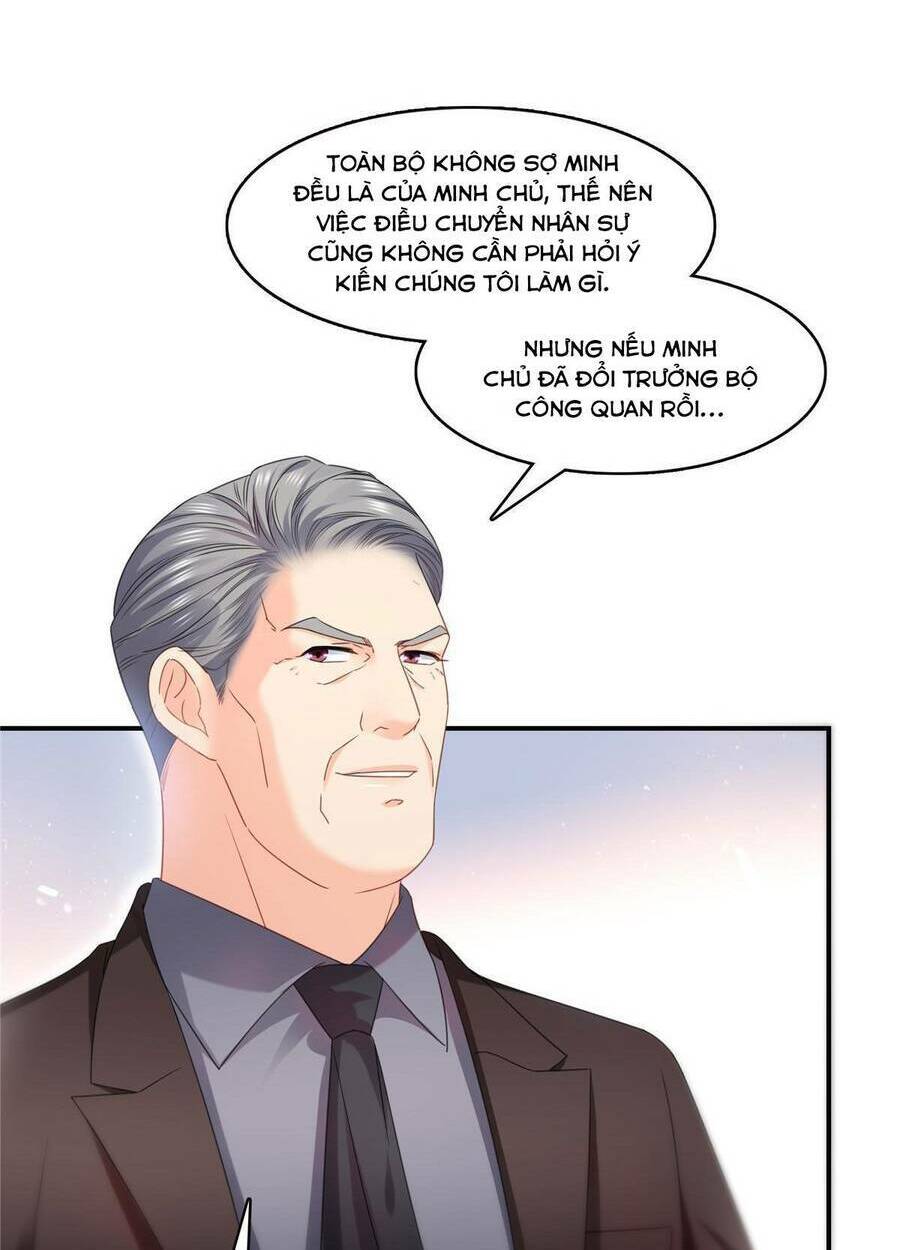 TOÀN BỘ KHÔNG SỢ MINH
ĐỀU LÀ CỦA MINH CHỦ, THẾ NÊN
VIỆC ĐIỀU CHUYỂN NHÂN SỰ
CŨNG KHÔNG CẦN PHẢI HỎI Ý
KIẾN CHÚNG TÔI LÀM GÌ.
NHƯNG NẾU MINH
CHỦ ĐÃ ĐỔI TRƯỞNG BỘ
CÔNG QUAN RỒI...